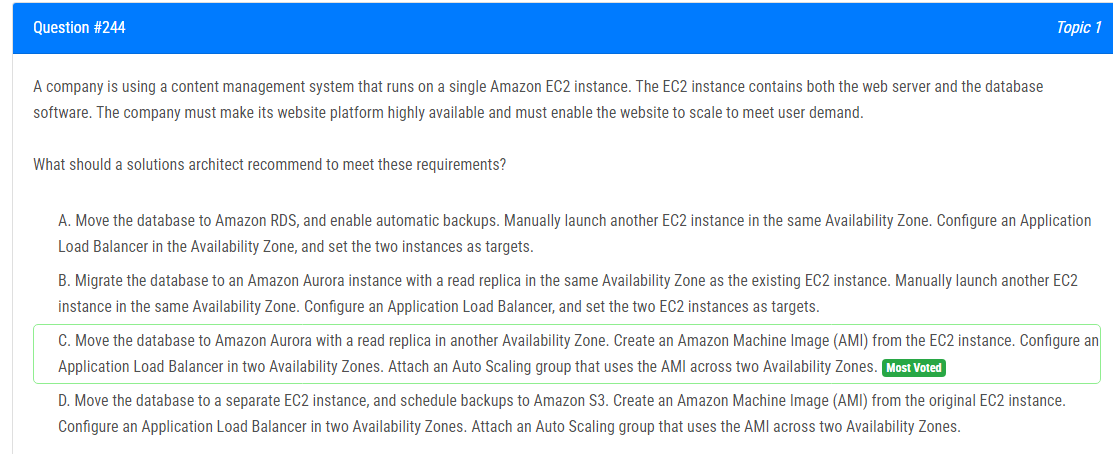 Question #244
Topic 1
A company is using a content management system that runs on a single Amazon EC2 instance. The EC2 instance contains both the web server and the database
software. The company must make its website platform highly available and must enable the website to scale to meet user demand.
What should a solutions architect recommend to meet these requirements?
A. Move the database to Amazon RDS, and enable automatic backups. Manually launch another EC2 instance in the same Availability Zone. Configure an Application
Load Balancer in the Availability Zone, and set the two instances as targets.
B. Migrate the database to an Amazon Aurora instance with a read replica in the same Availability Zone as the existing EC2 instance. Manually launch another EC2
instance in the same Availability Zone. Configure an Application Load Balancer, and set the two EC2 instances as targets.
C. Move the database to Amazon Aurora with a read replica in another Availability Zone. Create an Amazon Machine Image (AMI) from the EC2 instance. Configure an
Application Load Balancer in two Availability Zones. Attach an Auto Scaling group that uses the AMI across two Availability Zones. Most Voted
D. Move the database to a separate EC2 instance, and schedule backups to Amazon S3. Create an Amazon Machine Image (AMI) from the original EC2 instance.
Configure an Application Load Balancer in two Availability Zones. Attach an Auto Scaling group that uses the AMI across two Availability Zones.